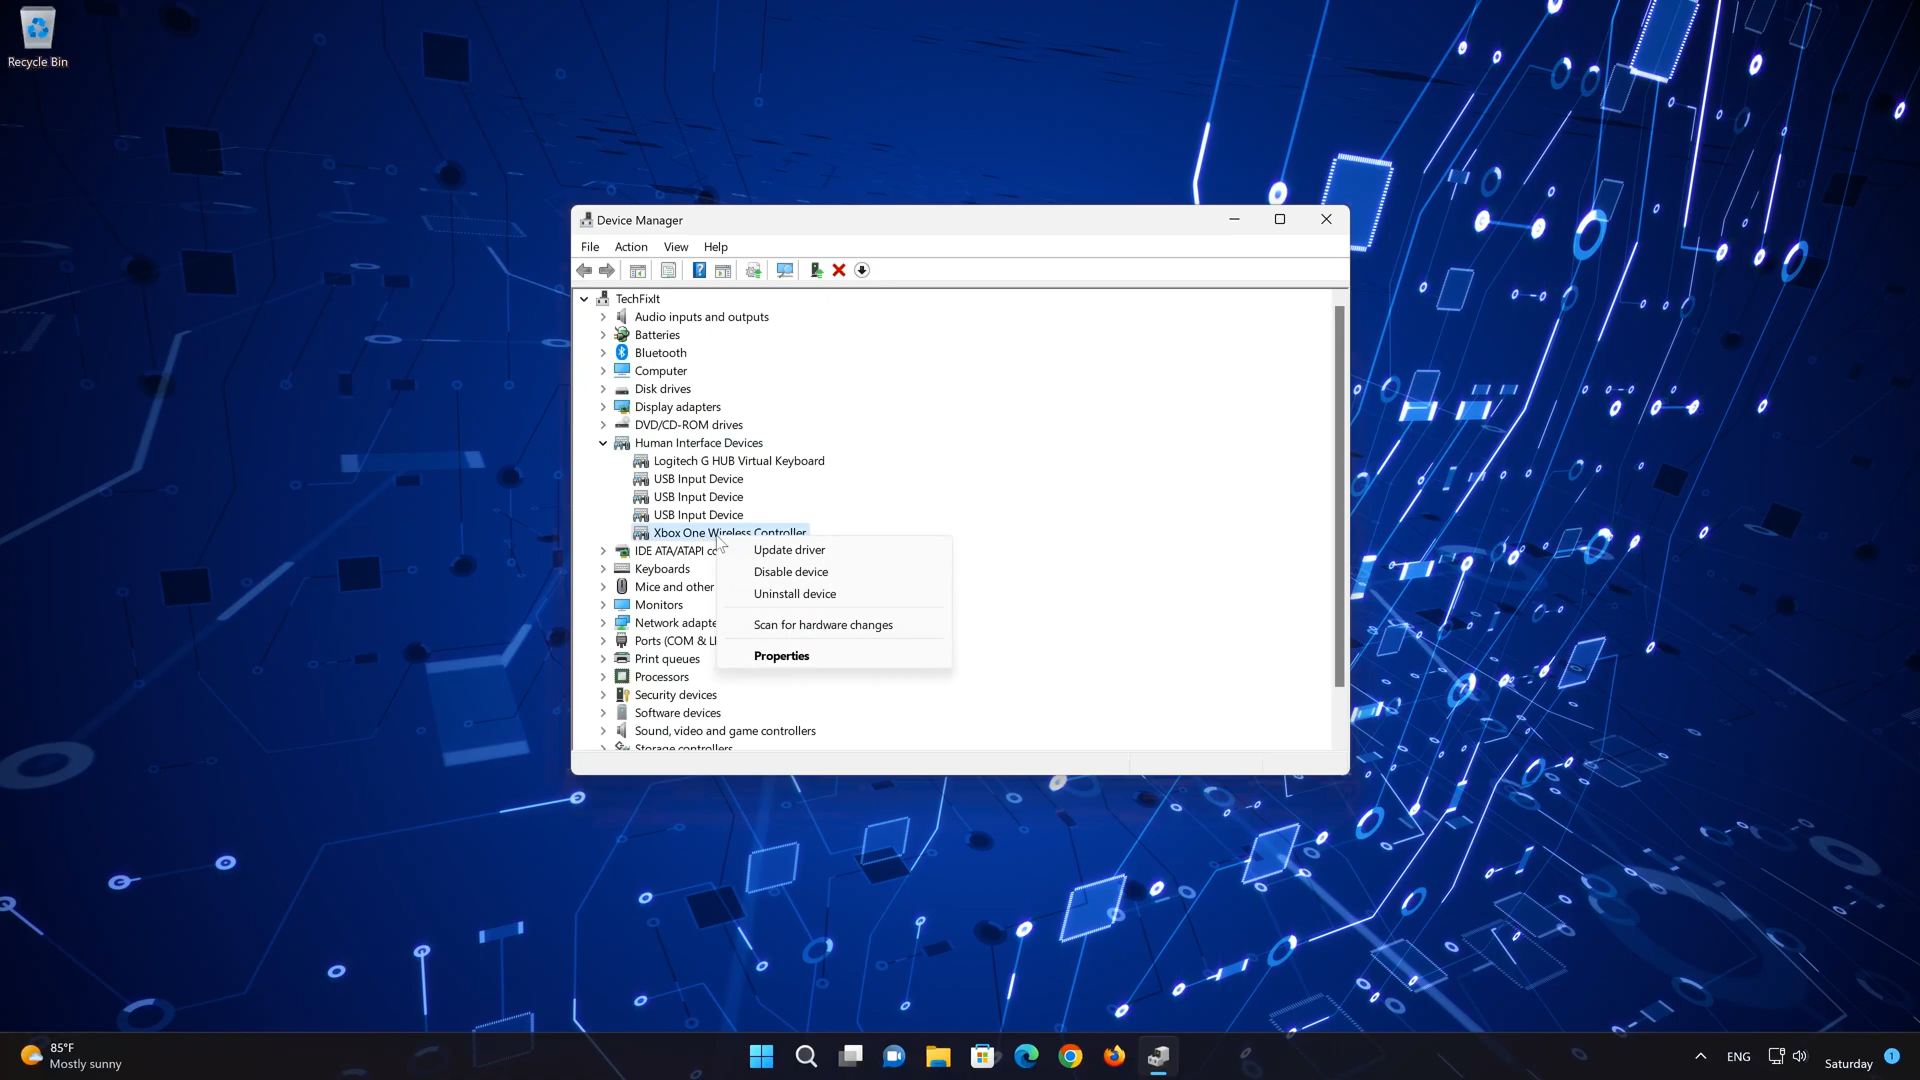 Recycle Bin
Device Manager
File Action View Help
TechFixIt
Audio inputs and outputs
Batteries
Bluetooth
Computer
Disk drives
Display adapters
DVD/CD-ROM drives
Human Interface Devices
Logitech G HUB Virtual Keyboard
USB Input Device
USB Input Device
USB Input Device
Xbox One Wireless Controller
IDE ATA/ATAPI co
Keyboards
Mice and other
Monitors
Network adapte
Ports (COM & L
Print queues
Processors
Security devices
Software devices
Sound, video and game controllers
Storage controllers
Update driver
Disable device
Uninstall device
Scan for hardware changes
Properties
85°F
Mostly sunny
ENG
Saturday
1